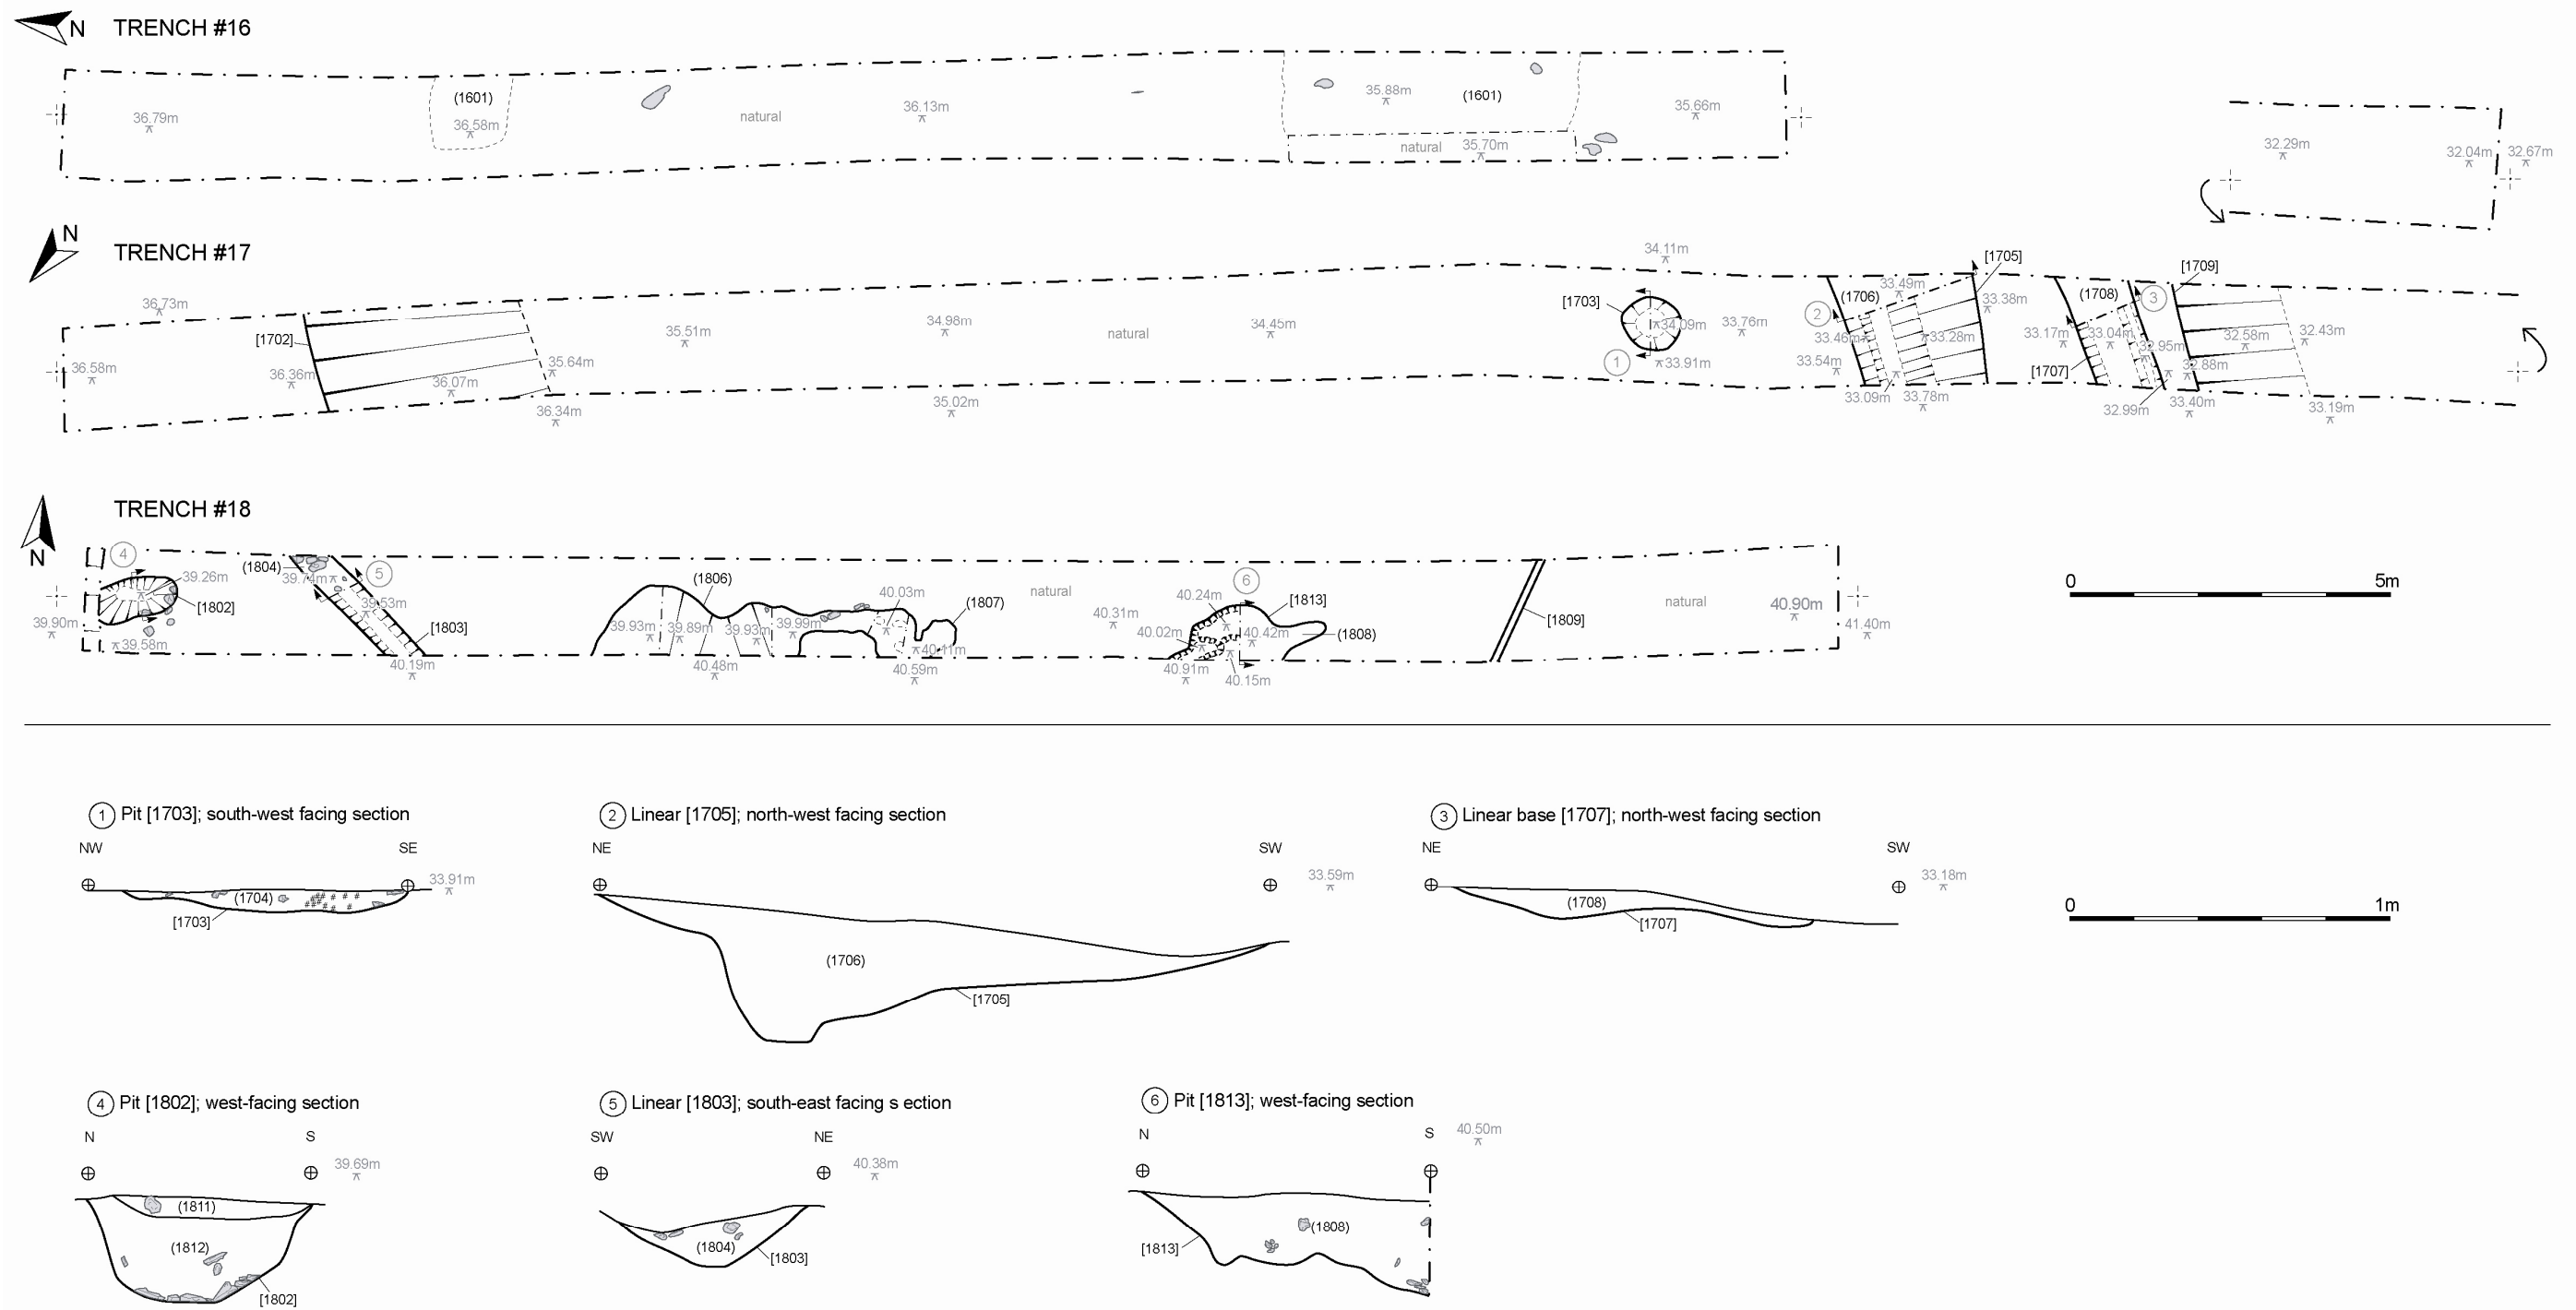 N TRENCH #16
36.79m
(1601)
36.58m
natural
36.13m
35.88m
(1601)
35.66m
natural 35.70m
32.29m
32.04m
32.67m
N
TRENCH #17
36.73m
36.58m
[1702]
36.36m
36.07m
35.64m
36.34m
35.51m
34.98m
35.02m
natural
34.45m
34.11m
[1703]
34.09m
1
33.91m
33.76m
2
(1706)
33.49m
[1705]
33.38m
33.46m
33.28m
33.54m
33.09m
33.78m
(1708)
3
[1709]
33.17m
33.04m
32.95m
[1707]
32.99m
32.88m
33.40m
32.58m
32.43m
33.19m
TRENCH #18
N
4
39.26m
[1802]
39.90m
39.58m
(1804)
39.74m
5
39.53m
[1803]
40.19m
(1806)
39.93m
39.89m
39.93m
39.99m
40.03m
(1807)
40.11m
40.48m
40.59m
natural
40.31m
6
40.24m
[1813]
40.02m
40.42m
(1808)
40.91m
40.15m
[1809]
natural
40.90m
41.40m
0 5m
1 Pit [1703]; south-west facing section
NW SE
33.91m
(1704)
[1703]
2 Linear [1705]; north-west facing section
NE SW
33.59m
(1706)
[1705]
3 Linear base [1707]; north-west facing section
NE SW
33.18m
(1708)
[1707]
0 1m
4 Pit [1802]; west-facing section
N S
39.69m
(1811)
(1812)
[1802]
5 Linear [1803]; south-east facing s ection
SW NE
40.38m
(1804)
[1803]
6 Pit [1813]; west-facing section
N S
40.50m
(1808)
[1813]